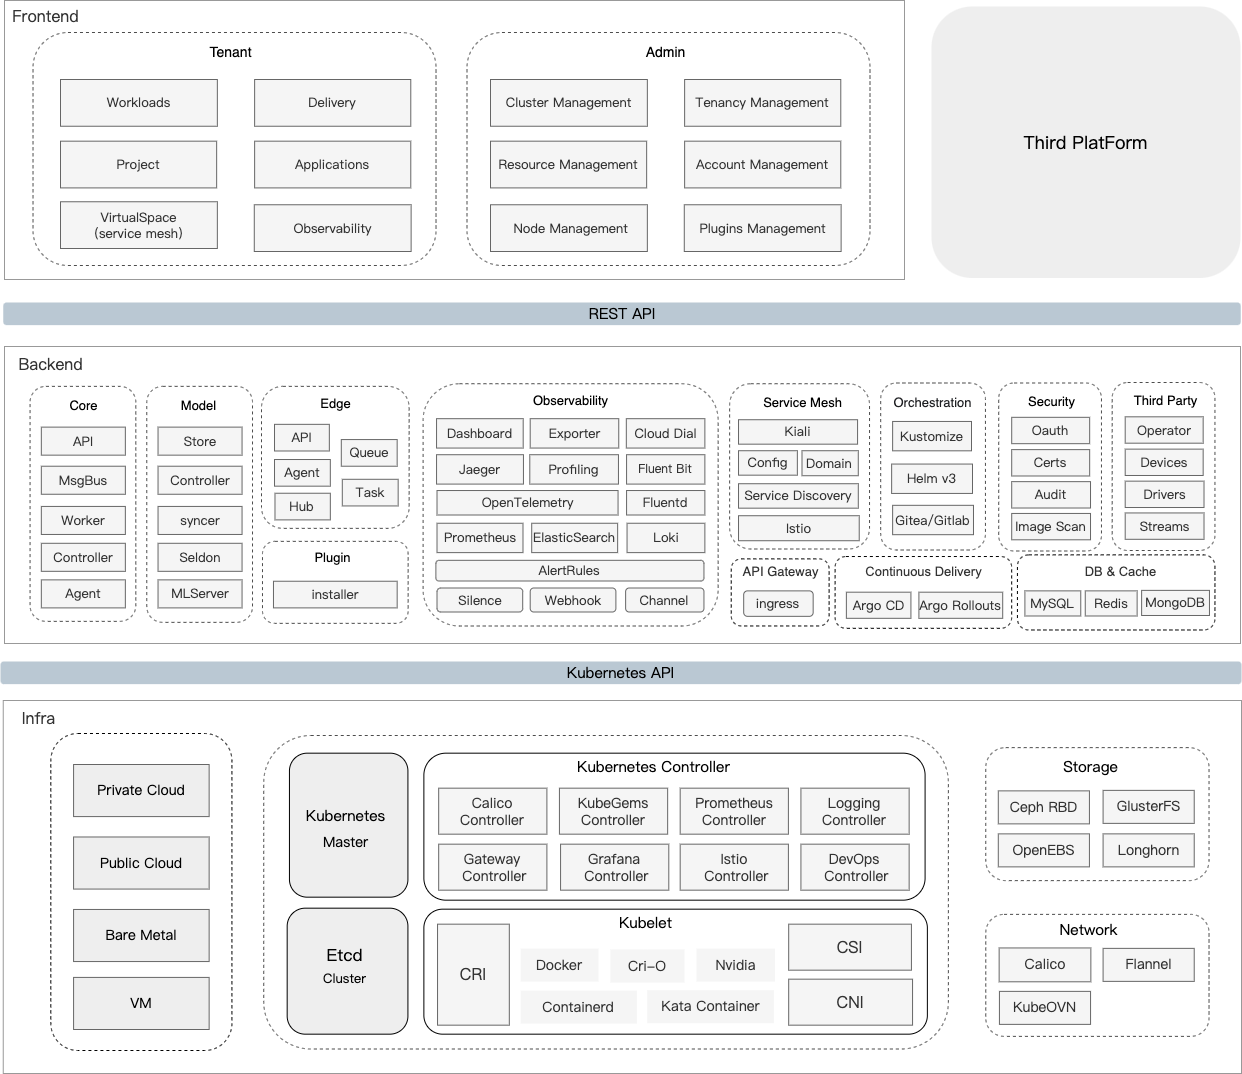 Frontend
Tenant
Workloads
Delivery
Project
Applications
VirtualSpace
(service mesh)
Observability
Admin
Cluster Management
Tenancy Management
Resource Management
Account Management
Node Management
Plugins Management
Third PlatForm
REST API
Backend
Core
API
MsgBus
Worker
Controller
Agent
Model
Store
Controller
syncer
Seldon
MLServer
Edge
API
Agent
Hub
Queue
Task
Plugin
installer
Observability
Dashboard
Exporter
Cloud Dial
Jaeger
Profiling
Fluent Bit
OpenTelemetry
Fluentd
Prometheus
ElasticSearch
Loki
AlertRules
Silence
Webhook
Channel
Service Mesh
Kiali
Config
Domain
Service Discovery
Istio
Orchestration
Kustomize
Helm v3
Gitea/Gitlab
Security
Oauth
Certs
Audit
Image Scan
Third Party
Operator
Devices
Drivers
Streams
API Gateway
ingress
Continuous Delivery
Argo CD
Argo Rollouts
DB & Cache
MySQL
Redis
MongoDB
Kubernetes API
Infra
Private Cloud
Public Cloud
Bare Metal
VM
Kubernetes
Master
Kubernetes Controller
Calico
Controller
KubeGems
Controller
Prometheus
Controller
Logging
Controller
Gateway
Controller
Grafana
Controller
Istio
Controller
DevOps
Controller
Etcd
Cluster
Kubelet
CRI
Docker
Cri-O
Nvidia
Containerd
Kata Container
CSI
CNI
Storage
Ceph RBD
GlusterFS
OpenEBS
Longhorn
Network
Calico
Flannel
KubeOVN